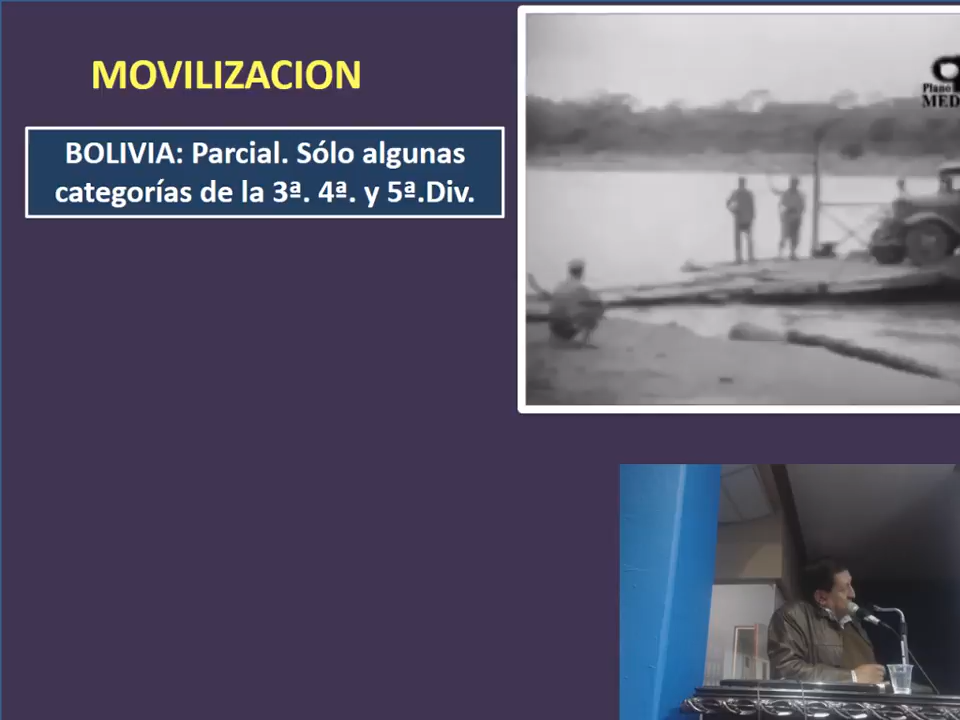 MOVILIZACION
BOLIVIA: Parcial. Sólo algunas
categorías de la 3ª. 4ª. y 5ª.Div.
Plano
MED